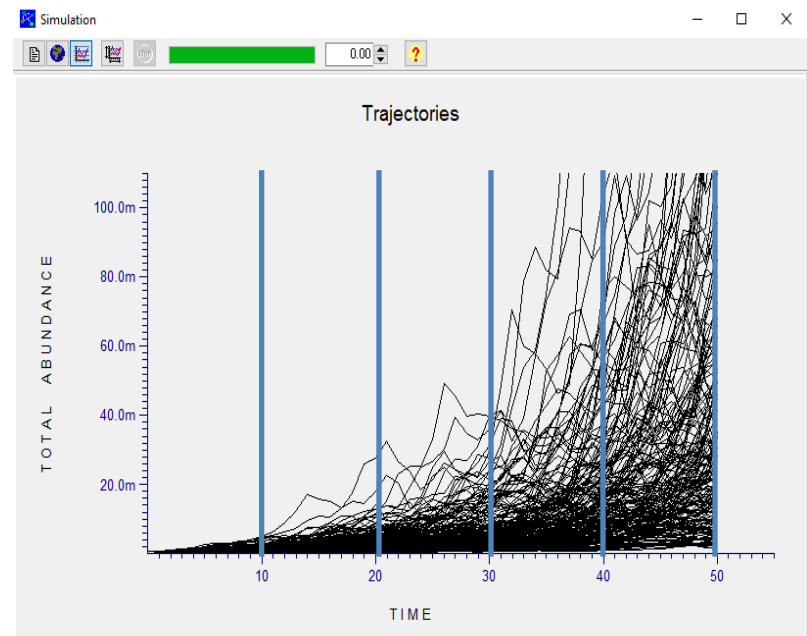 Simulation
STOP
0.00
?
Trajectories
100.0m
80.0m
60.0m
40.0m
20.0m
TOTAL ABUNDANCE
10 20 30 40 50
TIME